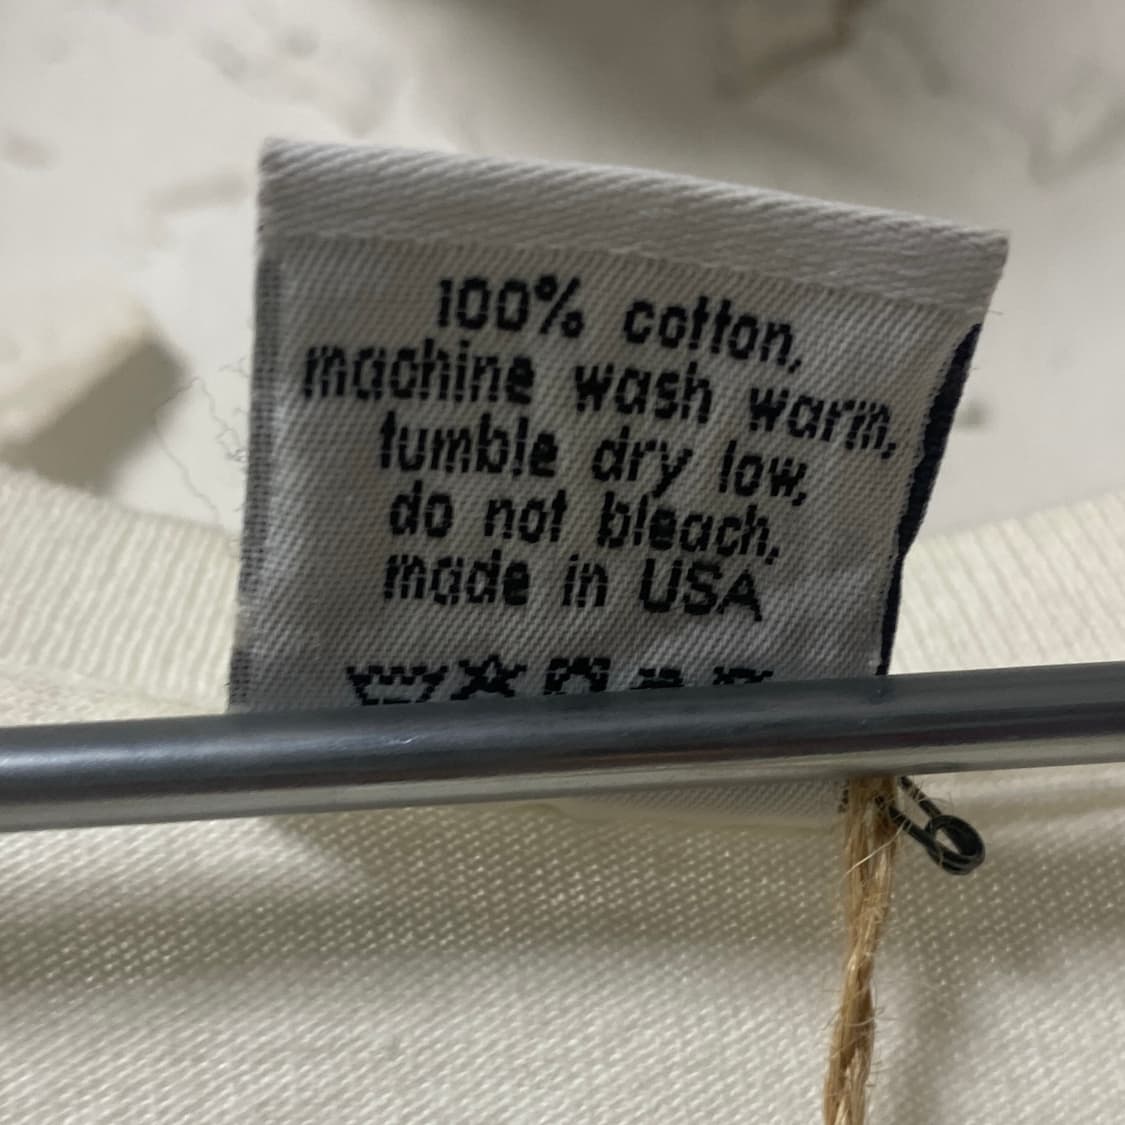 100% cotton,
machine wash warm,
tumble dry low,
do not bleach,
made in USA